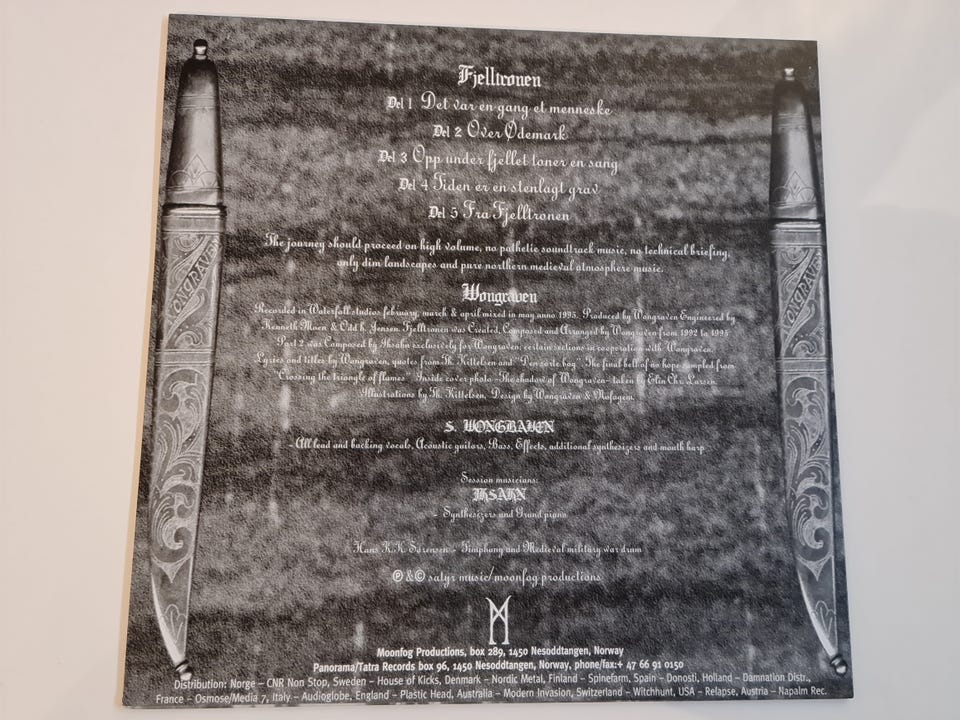 Fjelltronen
Del 1 Det var en gang et menneske
Del 2 Over Ødemark
Del 3 Opp under fjellet toner en sang
Del 4 Tiden er en stenlagt grav
Del 5 Fra Fjelltronen
The journey should proceed on high volume, no pathetic soundtrack music, no technical briefing,
only dim landscapes and pure northern medieval atmosphere music.
Wongraven
Recorded in Waterfall studios february, march & april mixed in may anno 1995. Produced by Wongraven Engineered by
Kenneth Moen & Odd h. Jensen. Fjelltronen was Created, Composed and Arranged by Wongraven from 1992 to 1995
Part 2 was Composed by Ihsahn exclusively for Wongraven; certain sections in cooperation with Wongraven.
Lyrics and titles by Wongraven, quotes from Th. Kittelsen and "Den sorte bog". The final bell of no hope sampled from
"Crossing the triangle of flames" Inside cover photo -The shadow of Wongraven- taken by Elin Chr. Larsen.
Illustrations by Th. Kittelsen. Design by Wongraven & Profagem.
S. WONGRAVEN
- All lead and backing vocals, Acoustic guitars, Bass, Effects, additional synthesizers and mouth harp
Session musicians:
IHSAHN
- Synthesizers and Grand piano
Hans K.K. Sørensen - Timphany and Medieval military war drum
℗ & © satyr music/moonfog productions
M
Moonfog Productions, box 289, 1450 Nesoddtangen, Norway
Panorama/Tatra Records box 96, 1450 Nesoddtangen, Norway, phone/fax:+ 47 66 91 0150
Distribution: Norge – CNR Non Stop, Sweden – House of Kicks, Denmark – Nordic Metal, Finland – Spinefarm, Spain – Donosti, Holland – Damnation Distr.,
France – Osmose/Media 7, Italy – Audioglobe, England – Plastic Head, Australia – Modern Invasion, Switzerland – Witchhunt, USA – Relapse, Austria – Napalm Rec.
WONGRAVEN
WONGRAVEN